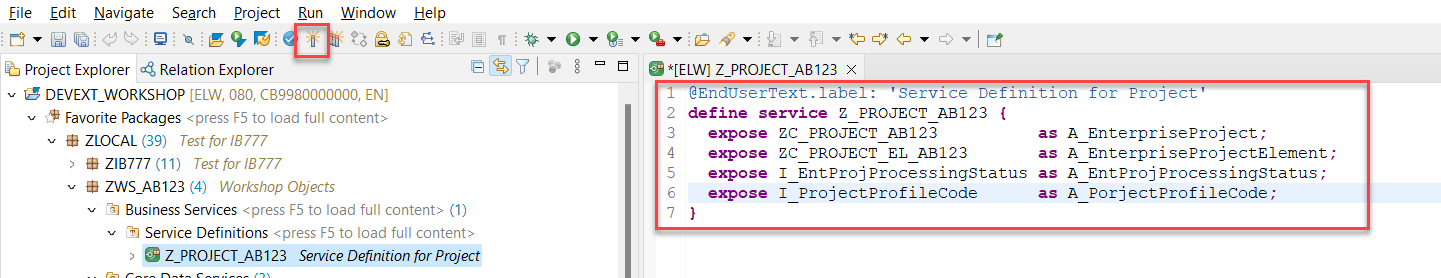 File Edit Navigate Search Project Run Window Help
Project Explorer Relation Explorer
DEVEXT_WORKSHOP [ELW, 080, CB9980000000, EN]
Favorite Packages <press F5 to load full content>
ZLOCAL (39) Test for IB777
ZIB777 (11) Test for IB777
ZWS_AB123 (4) Workshop Objects
Business Services <press F5 to load full content> (1)
Service Definitions <press F5 to load full content>
Z_PROJECT_AB123 Service Definition for Project
*[ELW] Z_PROJECT_AB123
1 @EndUserText.label: 'Service Definition for Project'
2 define service Z_PROJECT_AB123 {
3 expose ZC_PROJECT_AB123 as A_EnterpriseProject;
4 expose ZC_PROJECT_EL_AB123 as A_EnterpriseProjectElement;
5 expose I_EntProjProcessingStatus as A_EntProjProcessingStatus;
6 expose I_ProjectProfileCode as A_PorjectProfileCode;
7 }